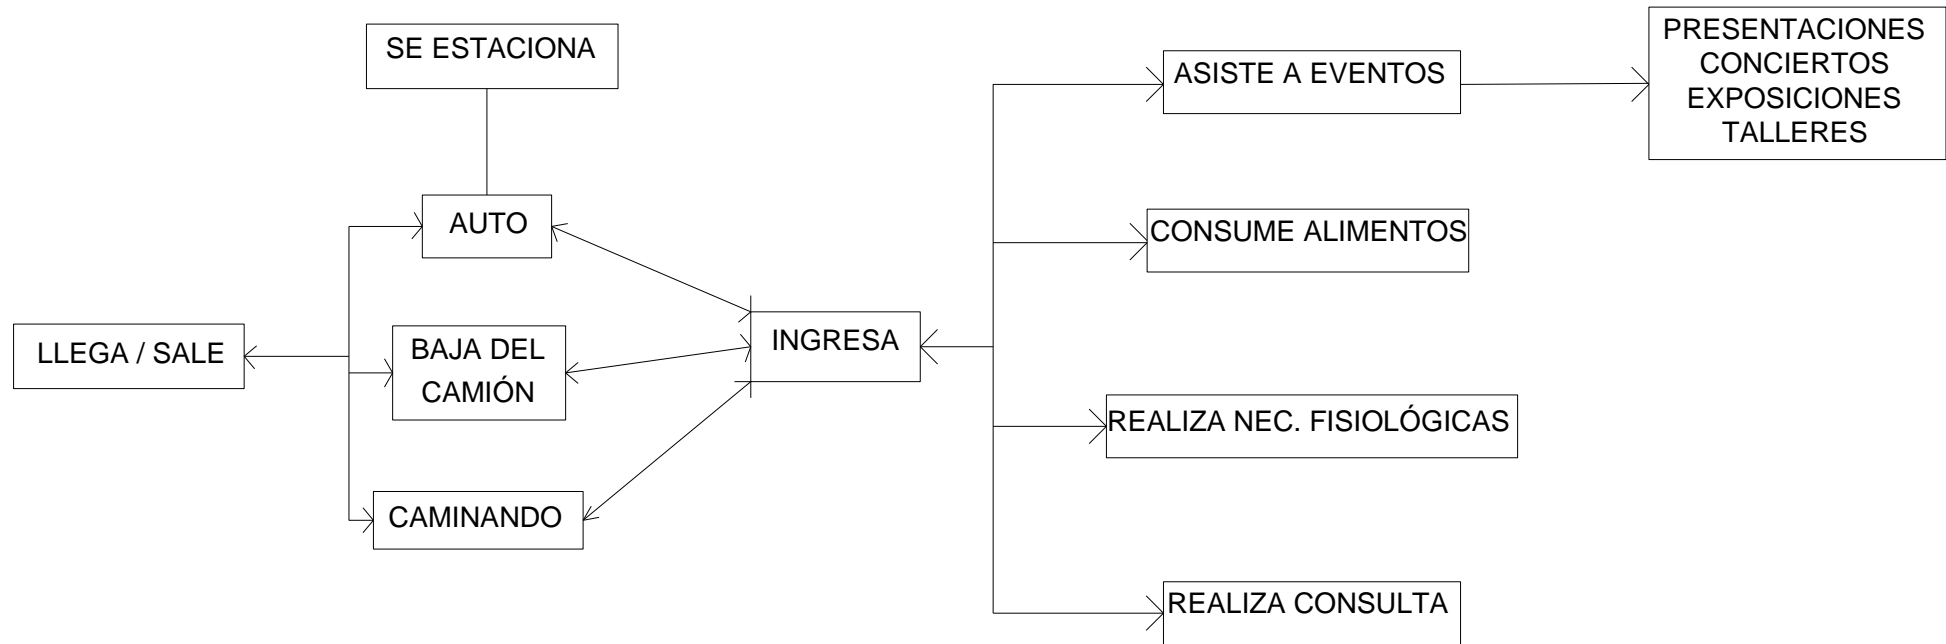 SE ESTACIONA
AUTO
LLEGA / SALE
BAJA DEL
CAMIÓN
CAMINANDO
INGRESA
ASISTE A EVENTOS
PRESENTACIONES
CONCIERTOS
EXPOSICIONES
TALLERES
CONSUME ALIMENTOS
REALIZA NEC. FISIOLÓGICAS
REALIZA CONSULTA